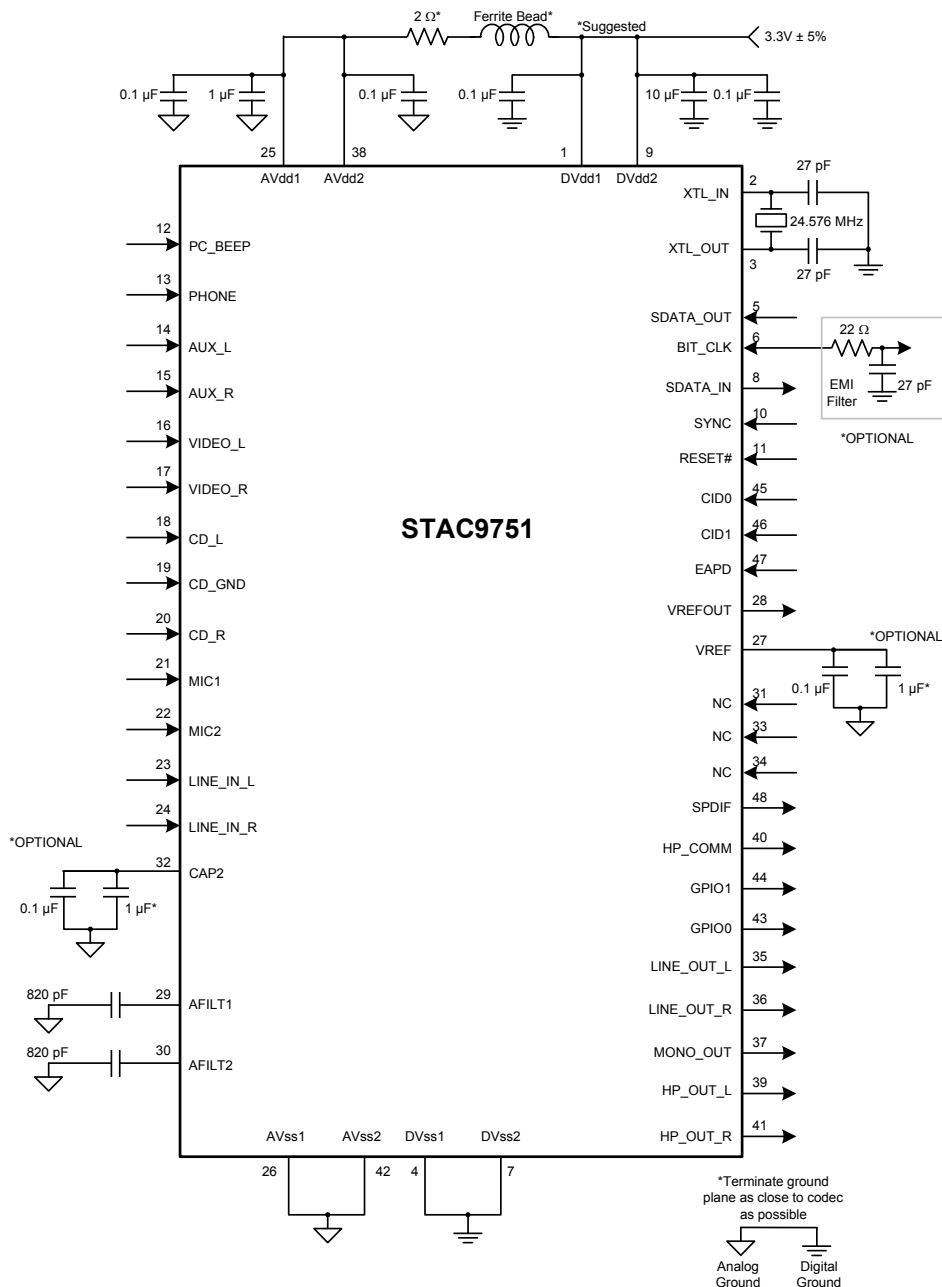 2 Ω*
Ferrite Bead*
*Suggested
3.3V ± 5%
0.1 µF
1 µF
0.1 µF
0.1 µF
10 µF
0.1 µF
25
38
1
9
AVdd1
AVdd2
DVdd1
DVdd2
2
XTL_IN
27 pF
24.576 MHz
XTL_OUT
3
27 pF
12
PC_BEEP
13
PHONE
14
AUX_L
15
AUX_R
16
VIDEO_L
17
VIDEO_R
18
CD_L
19
CD_GND
20
CD_R
21
MIC1
22
MIC2
23
LINE_IN_L
24
LINE_IN_R
*OPTIONAL
32
CAP2
0.1 µF
1 µF*
820 pF
29
AFILT1
820 pF
30
AFILT2
STAC9751
5
SDATA_OUT
6
BIT_CLK
22 Ω
EMI
Filter
27 pF
*OPTIONAL
8
SDATA_IN
10
SYNC
11
RESET#
45
CID0
46
CID1
47
EAPD
28
VREFOUT
27
VREF
*OPTIONAL
0.1 µF
1 µF*
31
NC
33
NC
34
NC
48
SPDIF
40
HP_COMM
44
GPIO1
43
GPIO0
35
LINE_OUT_L
36
LINE_OUT_R
37
MONO_OUT
39
HP_OUT_L
41
HP_OUT_R
AVss1
AVss2
DVss1
DVss2
26
42
4
7
*Terminate ground
plane as close to codec
as possible
Analog
Ground
Digital
Ground